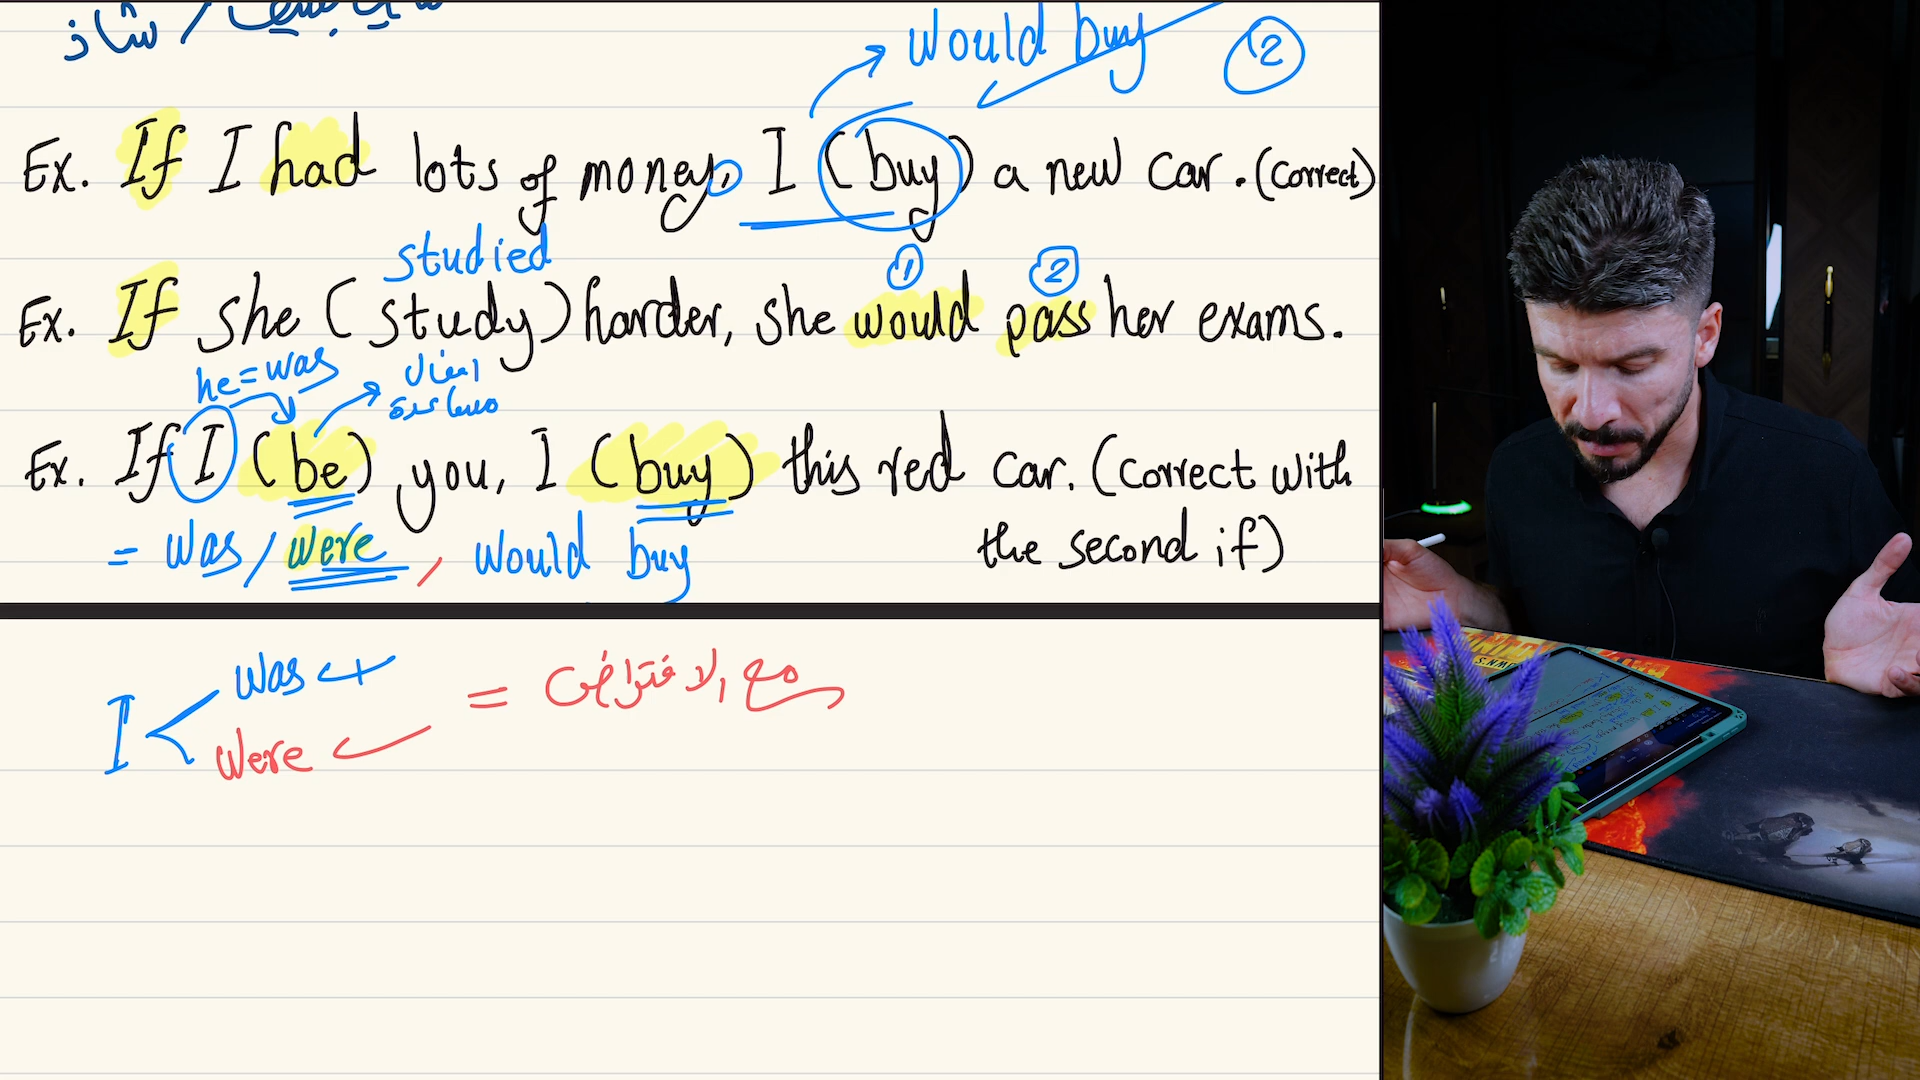 would buy ②
Ex. If I had lots of money, I (buy) a new car. (correct)
studied ① ②
Ex. If she (study) harder, she would pass her exams.
he = was
Ex. If I (be) you, I (buy) this red car. (correct with
the second if)
= was / were , would buy
I was
were = مع الافتراض